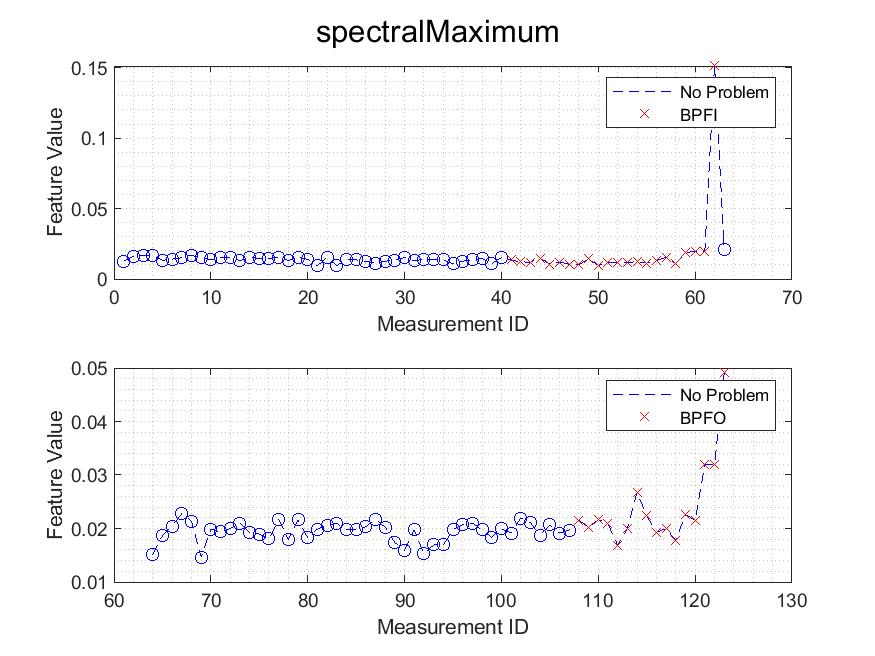 spectralMaximum
Feature Value
0.15
0.1
0.05
0
No Problem
BPFI
0 10 20 30 40 50 60 70
Measurement ID
Feature Value
0.05
0.04
0.03
0.02
0.01
No Problem
BPFO
60 70 80 90 100 110 120 130
Measurement ID